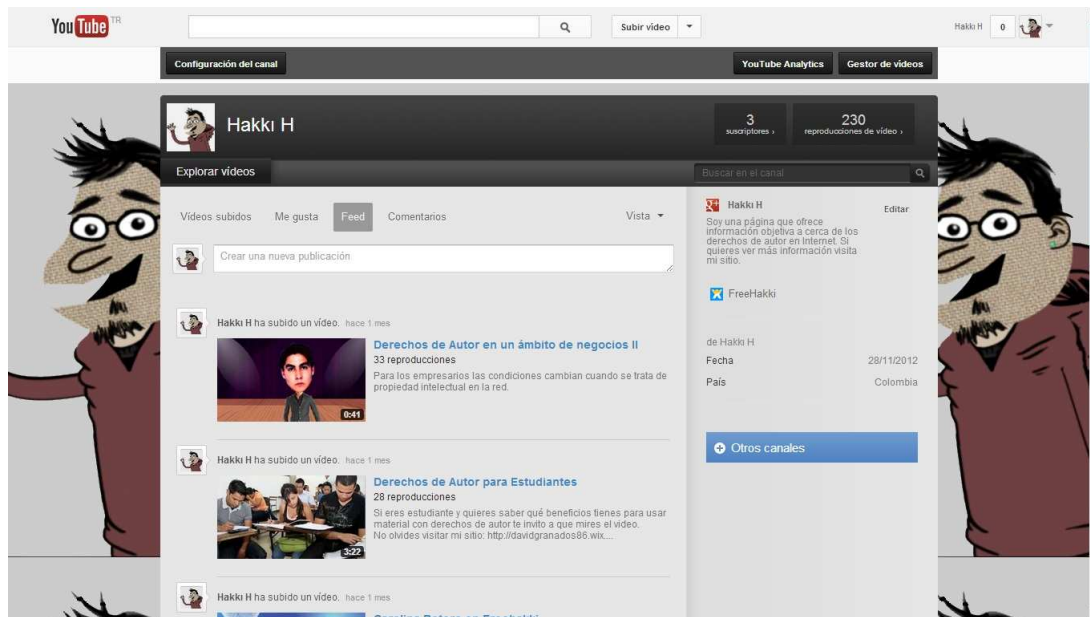 YouTube TR
Subir vídeo
Hakkı H 0
Configuración del canal
YouTube Analytics Gestor de vídeos
Hakkı H
3
suscriptores ›
230
reproducciones de vídeo ›
Explorar vídeos
Buscar en el canal
Vídeos subidos Me gusta Feed Comentarios Vista
Crear una nueva publicación
Hakkı H ha subido un vídeo. hace 1 mes
Derechos de Autor en un ámbito de negocios II
33 reproducciones
Para los empresarios las condiciones cambian cuando se trata de
propiedad intelectual en la red.
0:41
Hakkı H ha subido un vídeo. hace 1 mes
Derechos de Autor para Estudiantes
28 reproducciones
Si eres estudiante y quieres saber qué beneficios tienes para usar
material con derechos de autor te invito a que mires el video.
No olvides visitar mi sitio: http://davidgranados86.wix....
3:22
Hakkı H ha subido un vídeo. hace 1 mes
Hakkı H Editar
Soy una página que ofrece
información objetiva a cerca de los
derechos de autor en Internet. Si
quieres ver más información visita
mi sitio.
FreeHakki
de Hakkı H
Fecha 28/11/2012
País Colombia
Otros canales